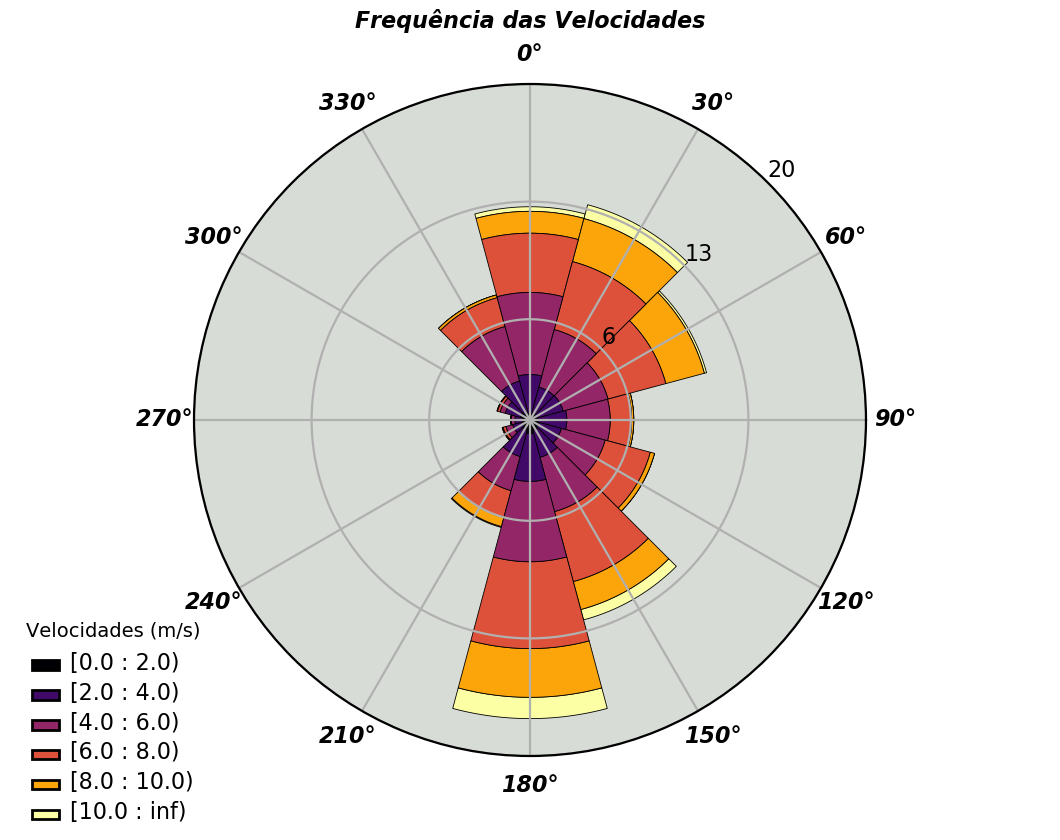 Frequência das Velocidades
0°
330°
30°
20
300°
60°
13
6
270°
90°
240°
120°
210°
150°
180°
Velocidades (m/s)
[0.0 : 2.0)
[2.0 : 4.0)
[4.0 : 6.0)
[6.0 : 8.0)
[8.0 : 10.0)
[10.0 : inf)